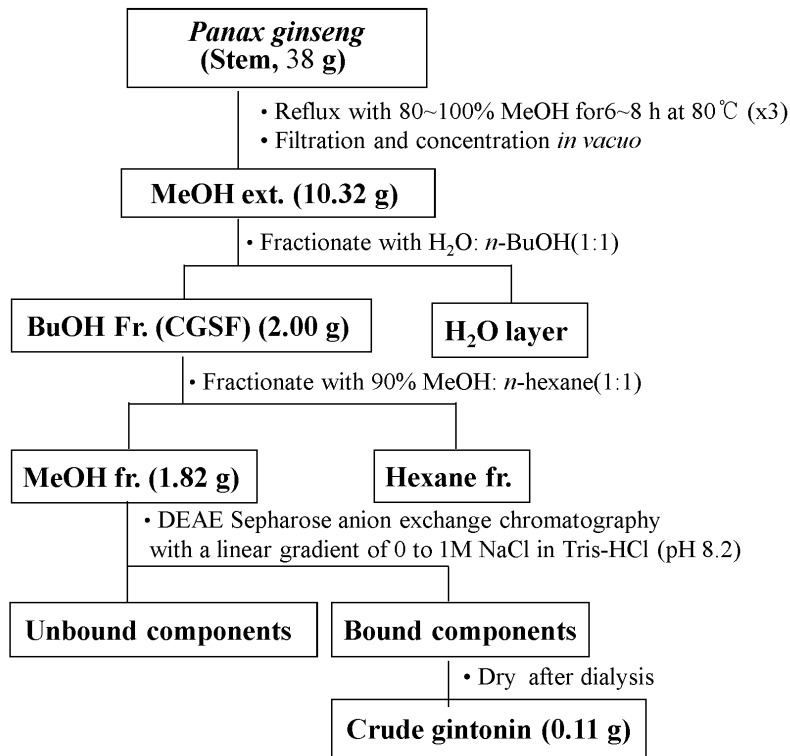 Panax ginseng
(Stem, 38 g)
• Reflux with 80~100% MeOH for6~8 h at 80℃ (x3)
• Filtration and concentration in vacuo
MeOH ext. (10.32 g)
• Fractionate with H₂O: n-BuOH(1:1)
BuOH Fr. (CGSF) (2.00 g)
H₂O layer
• Fractionate with 90% MeOH: n-hexane(1:1)
MeOH fr. (1.82 g)
Hexane fr.
• DEAE Sepharose anion exchange chromatography
with a linear gradient of 0 to 1M NaCl in Tris-HCl (pH 8.2)
Unbound components
Bound components
• Dry after dialysis
Crude gintonin (0.11 g)